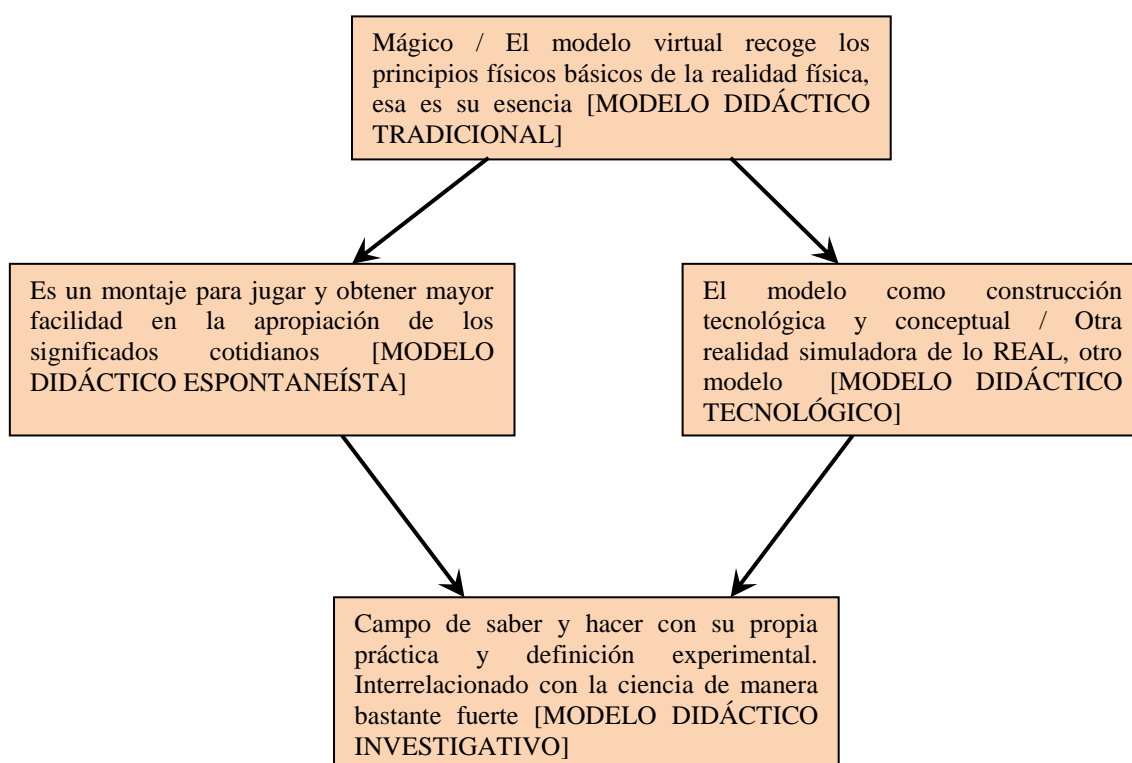 Mágico / El modelo virtual recoge los
principios físicos básicos de la realidad física,
esa es su esencia [MODELO DIDÁCTICO
TRADICIONAL]
Es un montaje para jugar y obtener mayor
facilidad en la apropiación de los
significados cotidianos [MODELO
DIDÁCTICO ESPONTANEÍSTA]
El modelo como construcción
tecnológica y conceptual / Otra
realidad simuladora de lo REAL, otro
modelo [MODELO DIDÁCTICO
TECNOLÓGICO]
Campo de saber y hacer con su propia
práctica y definición experimental.
Interrelacionado con la ciencia de manera
bastante fuerte [MODELO DIDÁCTICO
INVESTIGATIVO]